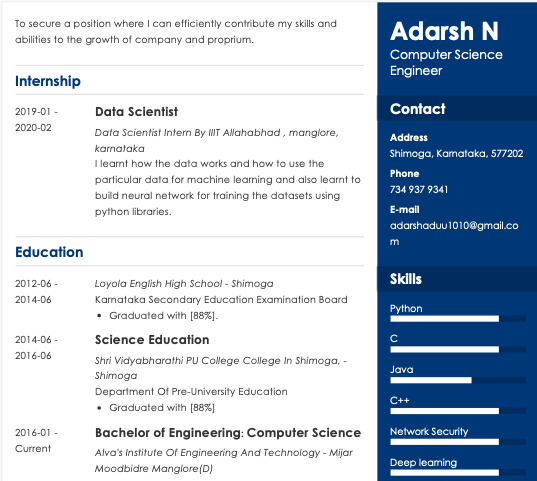 To secure a position where I can efficiently contribute my skills and
abilities to the growth of company and proprium.
Internship
2019-01 -
2020-02
Data Scientist
Data Scientist Intern By IIIT Allahabhad , manglore,
karnataka
I learnt how the data works and how to use the
particular data for machine learning and also learnt to
build neural network for training the datasets using
python libraries.
Education
2012-06 -
2014-06
Loyola English High School - Shimoga
Karnataka Secondary Education Examination Board
• Graduated with [88%].
2014-06 -
2016-06
Science Education
Shri Vidyabharathi PU College College In Shimoga, -
Shimoga
Department Of Pre-University Education
• Graduated with [88%]
2016-01 -
Current
Bachelor of Engineering: Computer Science
Alva's Institute Of Engineering And Technology - Mijar
Moodbidre Manglore(D)
Adarsh N
Computer Science
Engineer
Contact
Address
Shimoga, Karnataka, 577202
Phone
734 937 9341
E-mail
adarshaduu1010@gmail.co
m
Skills
Python
C
Java
C++
Network Security
Deep learning